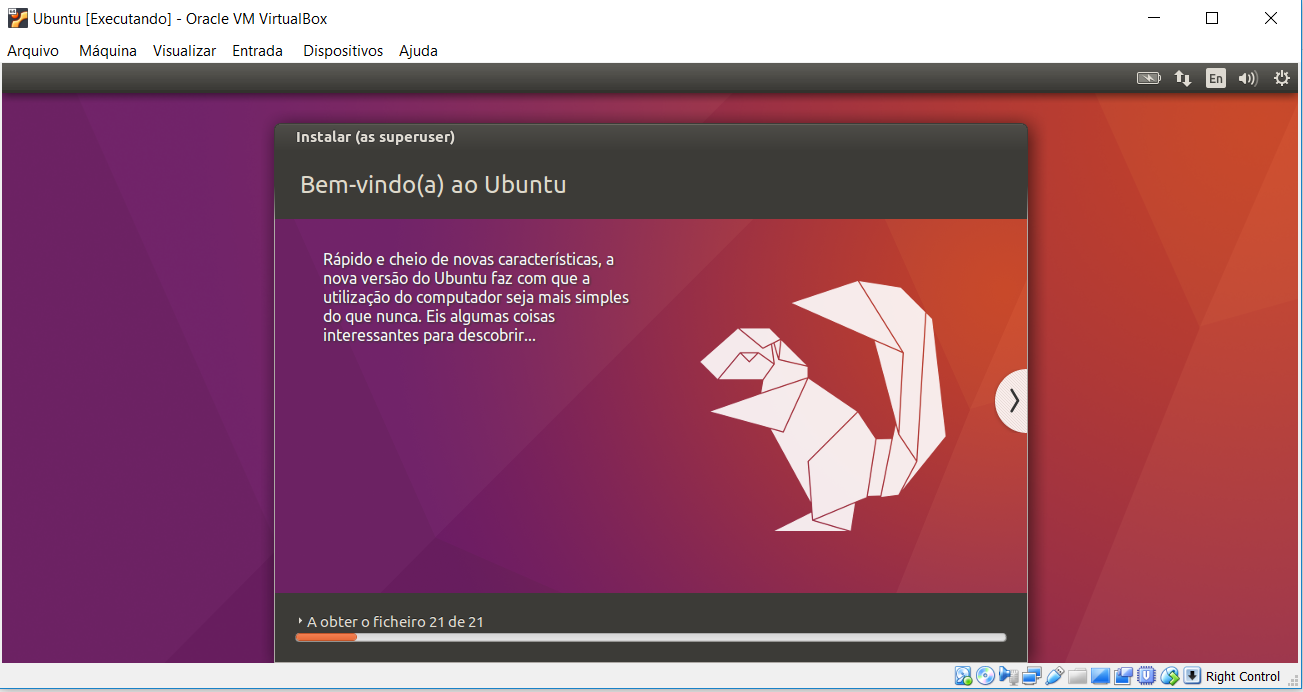 Ubuntu [Executando] - Oracle VM VirtualBox
Arquivo Máquina Visualizar Entrada Dispositivos Ajuda
En
Instalar (as superuser)
Bem-vindo(a) ao Ubuntu
Rápido e cheio de novas características, a
nova versão do Ubuntu faz com que a
utilização do computador seja mais simples
do que nunca. Eis algumas coisas
interessantes para descobrir...
A obter o ficheiro 21 de 21
Right Control